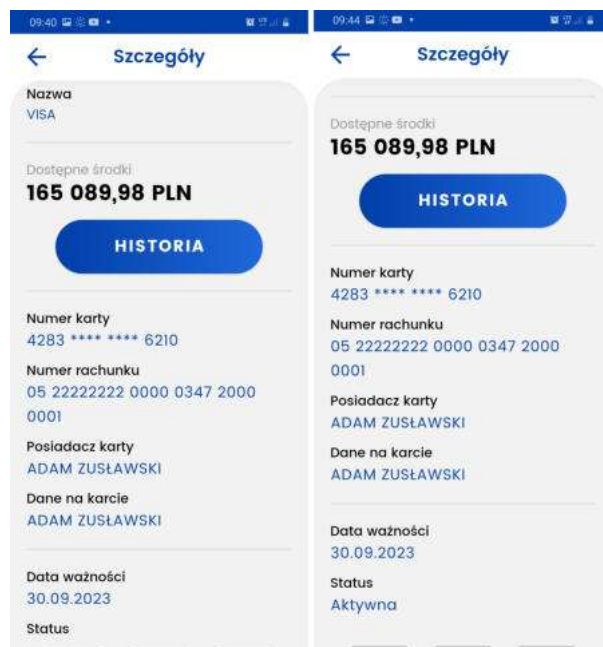 09:40
Szczegóły
Nazwa
VISA
Dostępne środki
165 089,98 PLN
HISTORIA
Numer karty
4283 **** **** 6210
Numer rachunku
05 22222222 0000 0347 2000
0001
Posiadacz karty
ADAM ZUSŁAWSKI
Dane na karcie
ADAM ZUSŁAWSKI
Data ważności
30.09.2023
Status
09:44
Szczegóły
Dostępne środki
165 089,98 PLN
HISTORIA
Numer karty
4283 **** **** 6210
Numer rachunku
05 22222222 0000 0347 2000
0001
Posiadacz karty
ADAM ZUSŁAWSKI
Dane na karcie
ADAM ZUSŁAWSKI
Data ważności
30.09.2023
Status
Aktywna